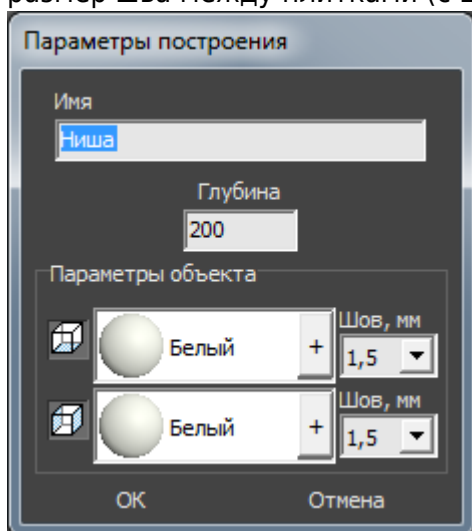 Параметры построения
Имя
Ниша
Глубина
200
Параметры объекта
Шов, мм
Белый + 1,5
Шов, мм
Белый + 1,5
ОК Отмена